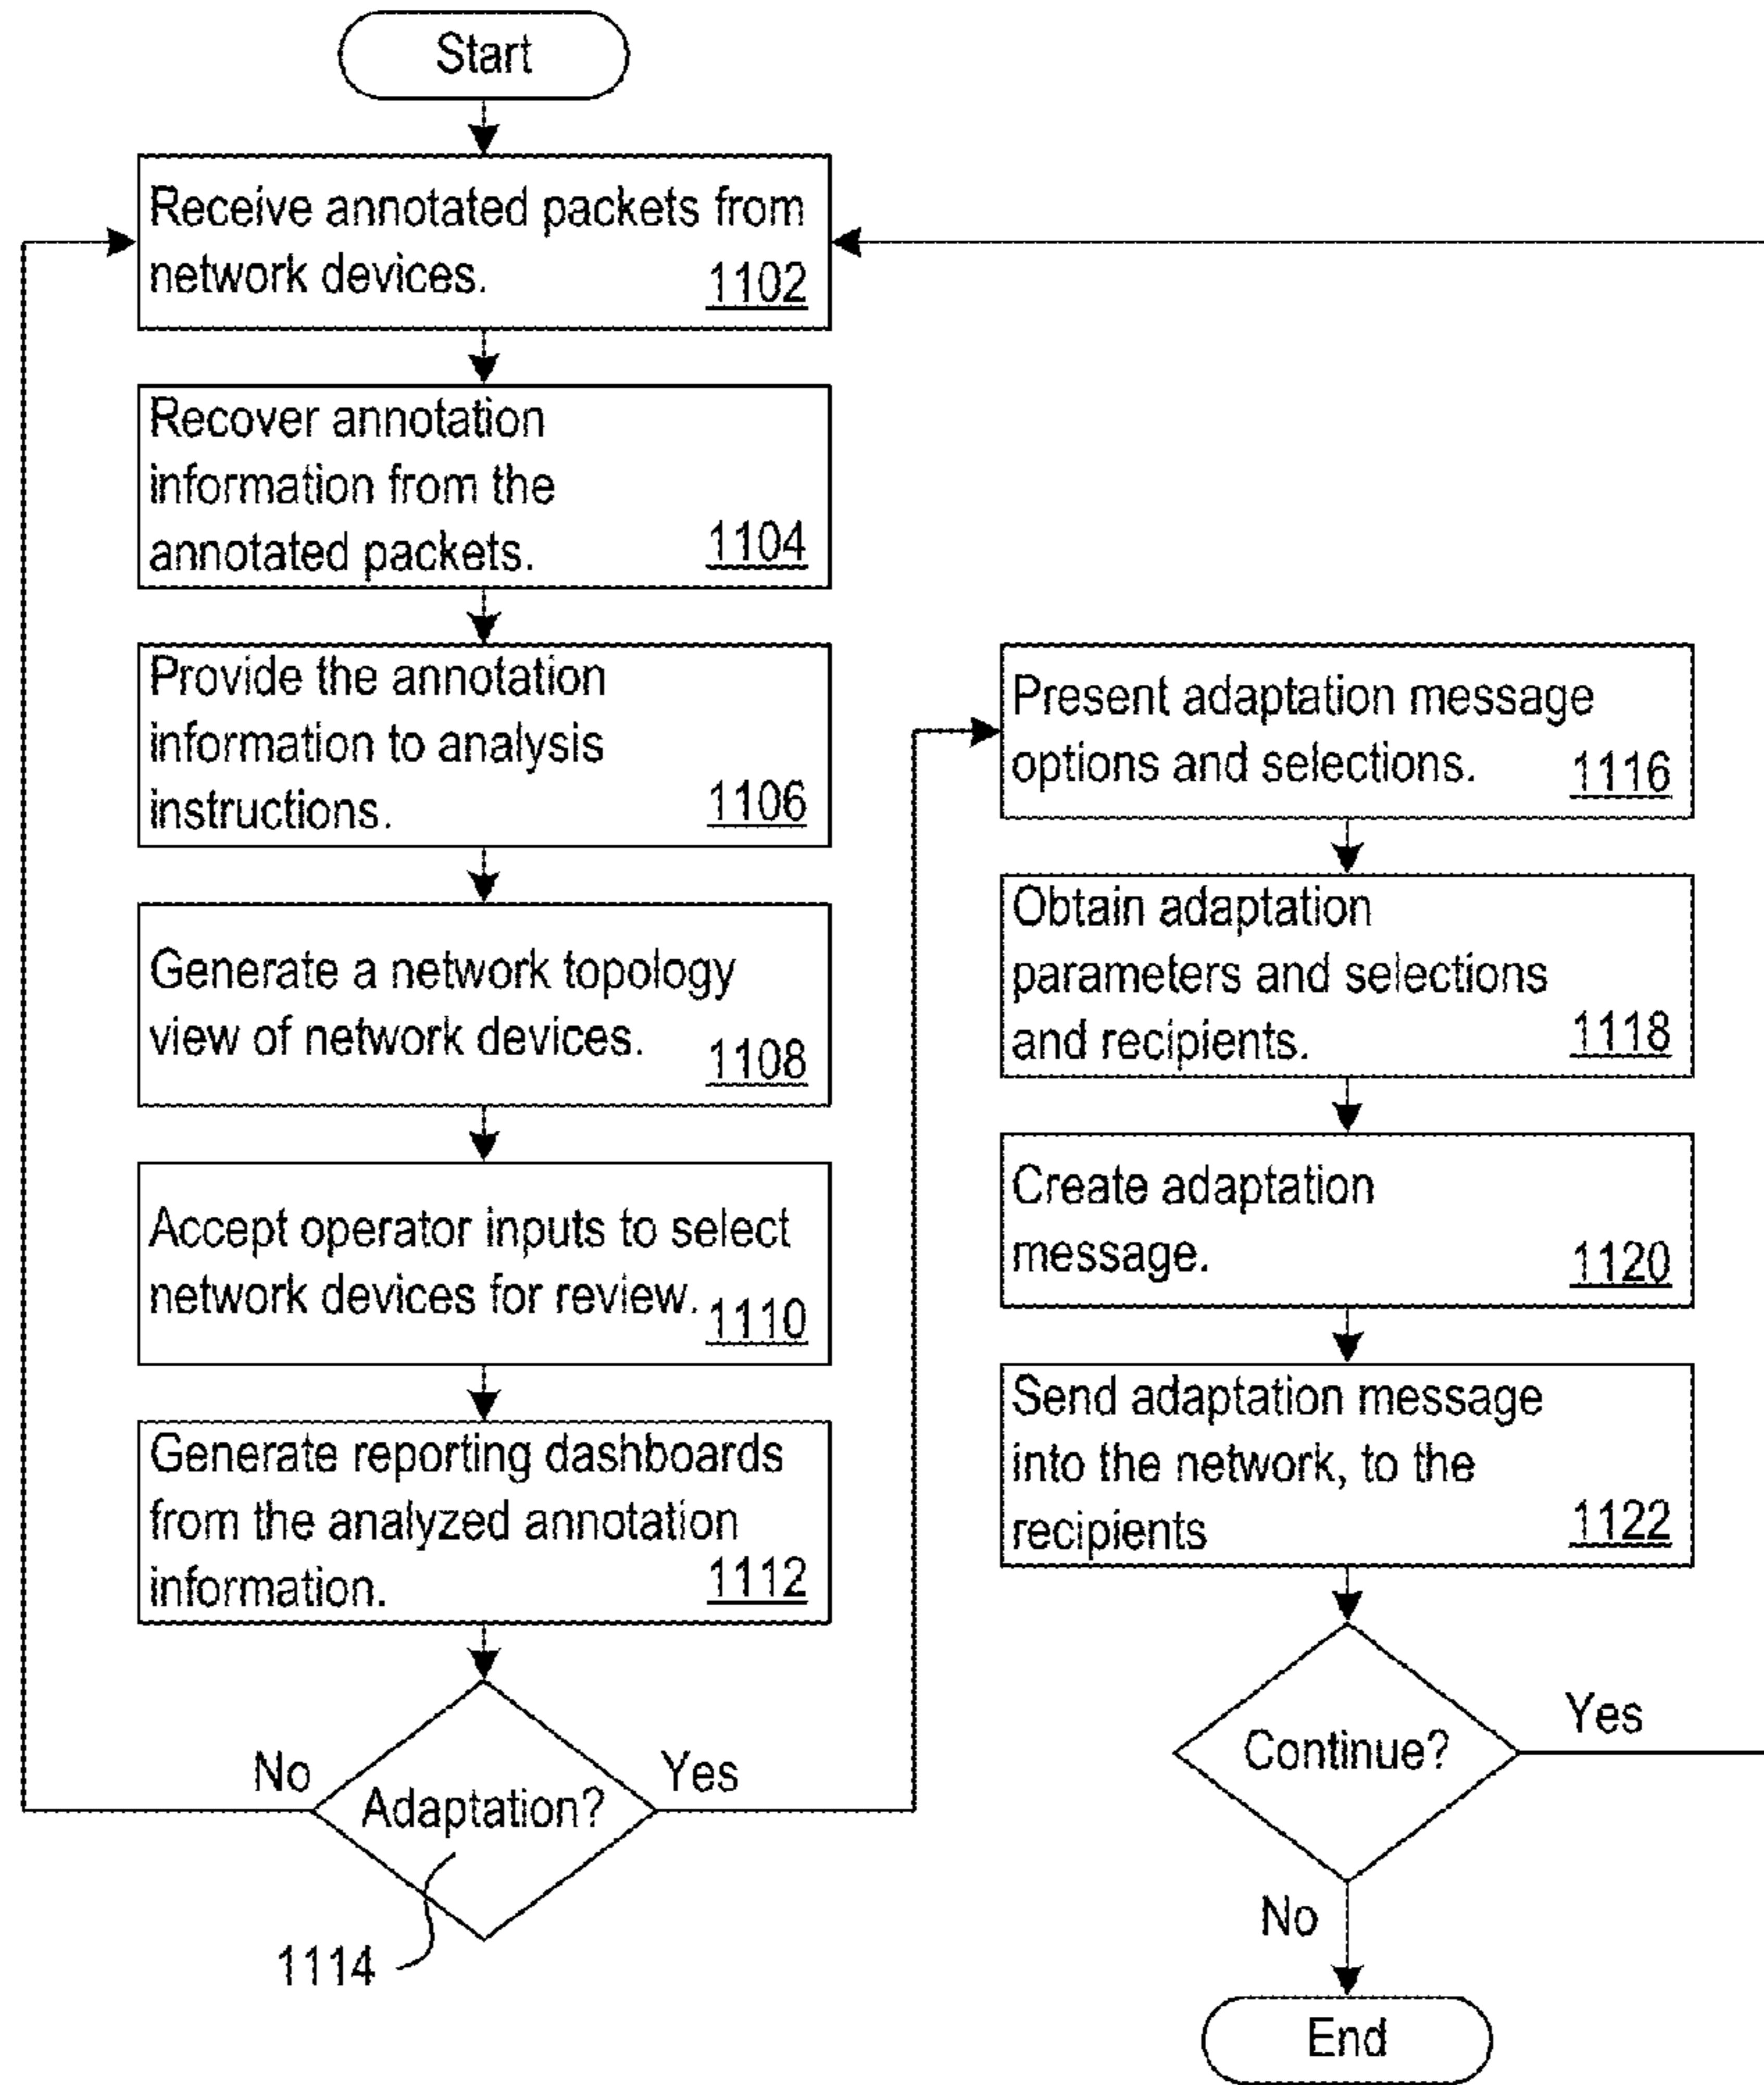 Start
Receive annotated packets from
network devices. 1102
Recover annotation
information from the
annotated packets. 1104
Provide the annotation
information to analysis
instructions. 1106
Generate a network topology
view of network devices. 1108
Accept operator inputs to select
network devices for review. 1110
Generate reporting dashboards
from the analyzed annotation
information. 1112
No
Adaptation?
Yes
1114
Present adaptation message
options and selections. 1116
Obtain adaptation
parameters and selections
and recipients. 1118
Create adaptation
message. 1120
Send adaptation message
into the network, to the
recipients 1122
Continue?
Yes
No
End